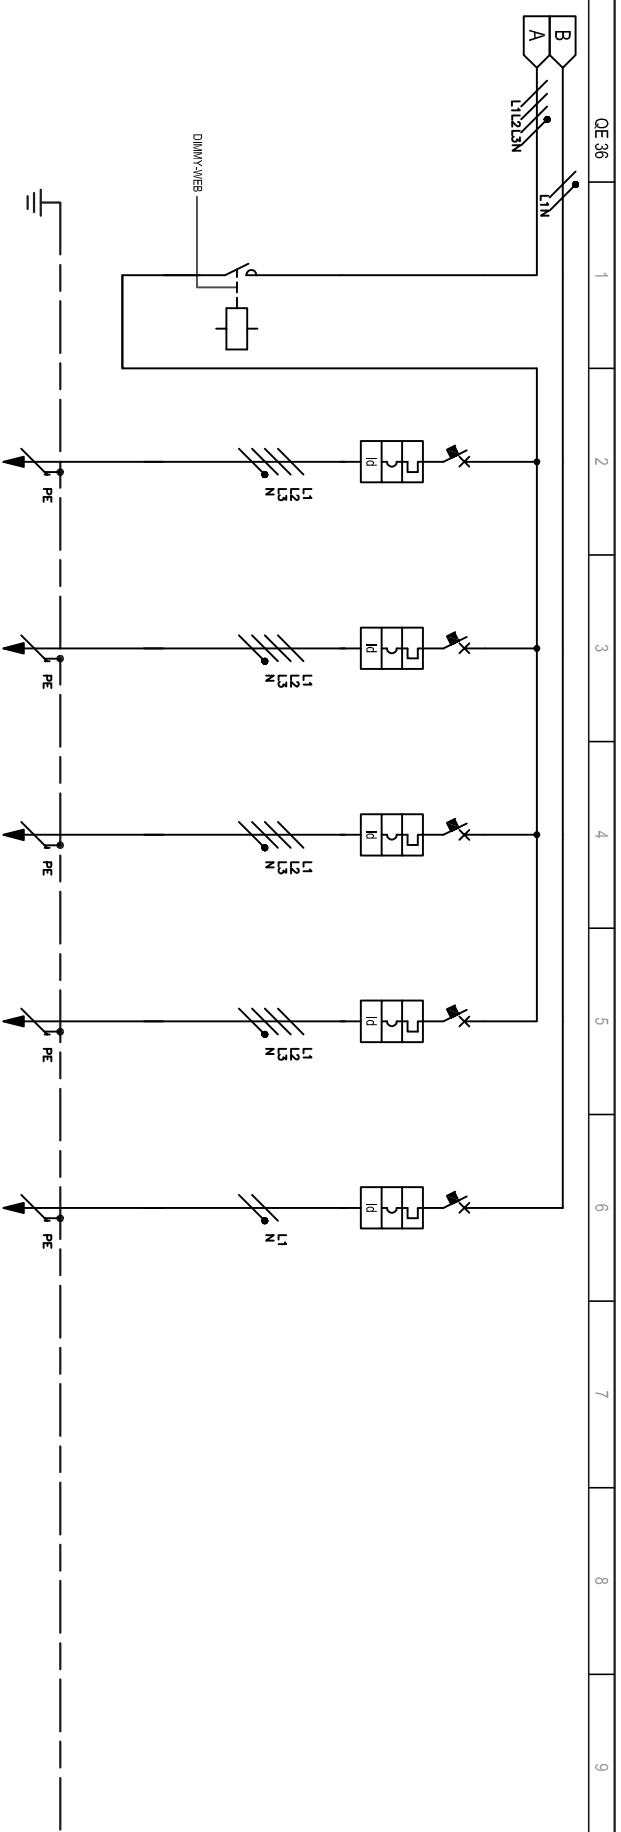 QE 36
1
2
3
4
5
6
7
8
9
B
A
L1L2L3N
L1N
DIMMY-WEB
Id
L1
L2
L3
N
PE
Id
L1
L2
L3
N
PE
Id
L1
L2
L3
N
PE
Id
L1
L2
L3
N
PE
Id
L1
N
PE